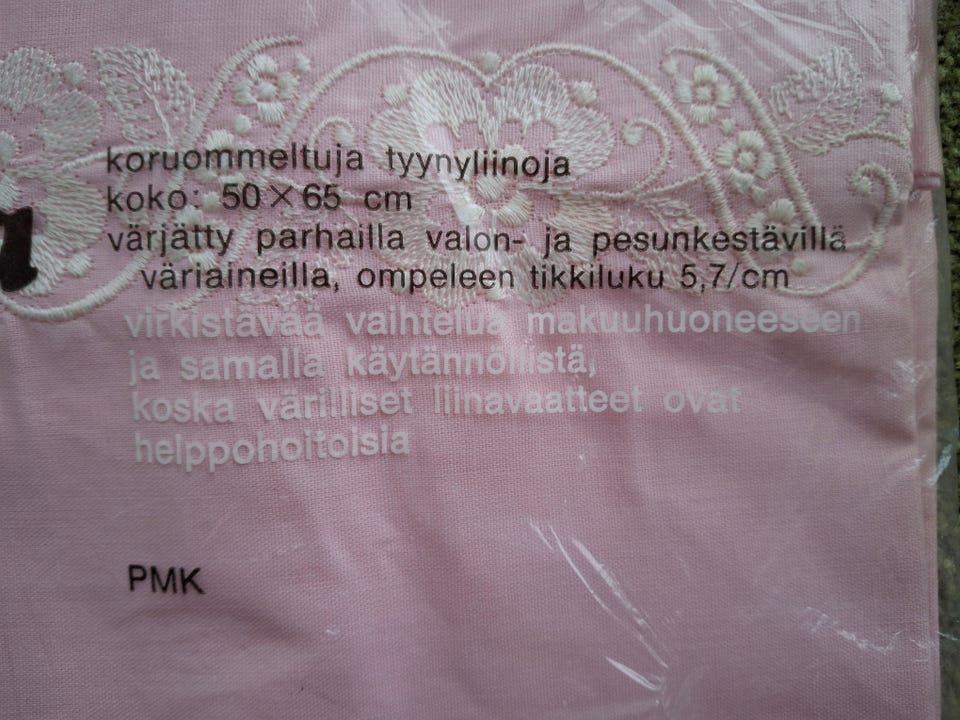 koruommeltuja tyynyliinoja
koko: 50 × 65 cm
värjätty parhailla valon- ja pesunkestävillä
väriaineilla, ompeleen tikkiluku 5,7/cm
virkistävää vaihtelua makuuhuoneeseen
ja samalla käytännöllistä,
koska värilliset liinavaatteet ovat
helppohoitoisia
PMK